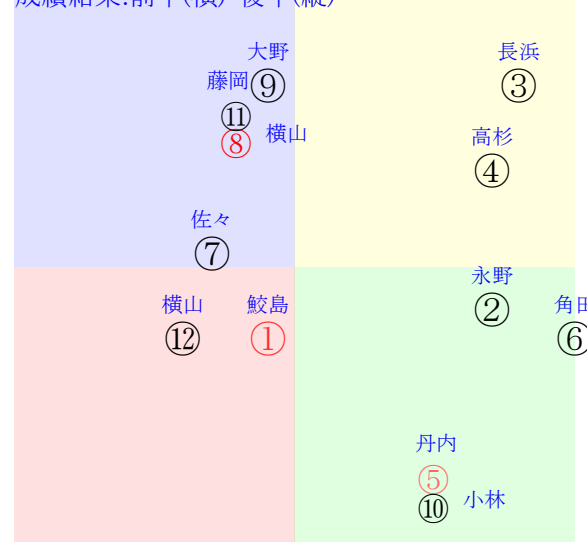 成績結果:前半(横) 後半(縦)
大野
長浜
藤岡
⑨
③
⑪
横山
⑧
高杉
④
佐々
⑦
永野
横山
鮫島
②
角田
⑫
①
⑥
丹内
⑤
小林
⑩